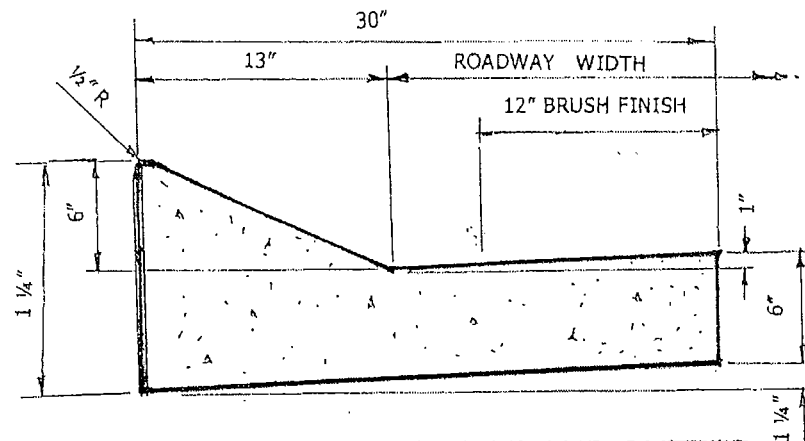 30"
13"
ROADWAY WIDTH
½" R
12" BRUSH FINISH
6"
1"
1 ¼"
6"
1 ¼"